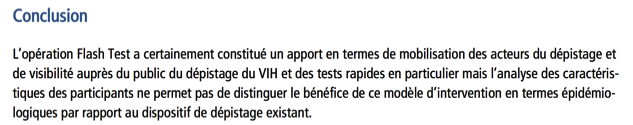 Conclusion
L’opération Flash Test a certainement constitué un apport en termes de mobilisation des acteurs du dépistage et
de visibilité auprès du public du dépistage du VIH et des tests rapides en particulier mais l’analyse des caractéris-
tiques des participants ne permet pas de distinguer le bénéfice de ce modèle d’intervention en termes épidémio-
logiques par rapport au dispositif de dépistage existant.